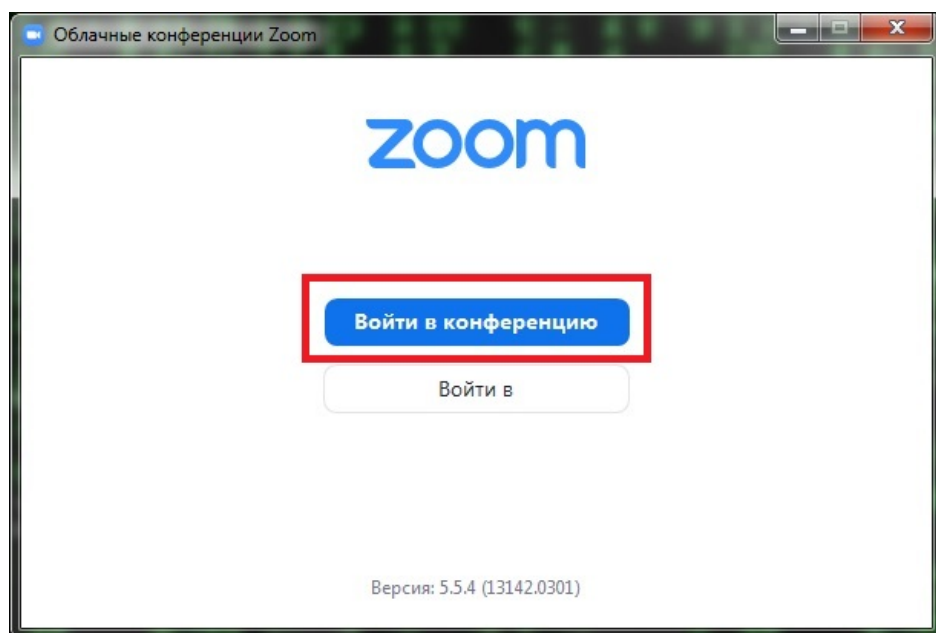 Облачные конференции Zoom
zoom
Войти в конференцию
Войти в
Версия: 5.5.4 (13142.0301)